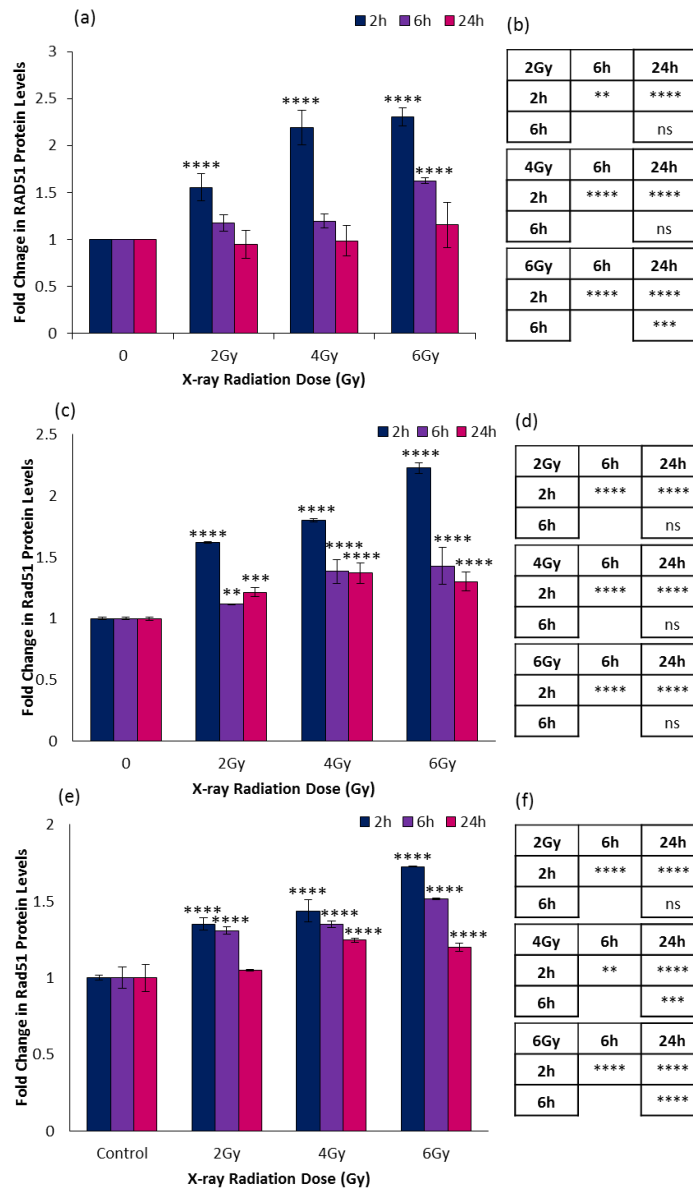 (a)
2h 6h 24h
Fold Chnage in RAD51 Protein Levels
3
2.5
2
1.5
1
0.5
0
**** **** **** ****
0 2Gy 4Gy 6Gy
X-ray Radiation Dose (Gy)
(b)
2Gy 6h 24h
2h ** ****
6h ns
4Gy 6h 24h
2h **** ****
6h ns
6Gy 6h 24h
2h **** ****
6h ***
(c)
2h 6h 24h
Fold Change in Rad51 Protein Levels
2.5
2
1.5
1
0.5
0
**** ** *** **** **** **** **** **** ****
0 2Gy 4Gy 6Gy
X-ray Radiation Dose (Gy)
(d)
2Gy 6h 24h
2h **** ****
6h ns
4Gy 6h 24h
2h **** ****
6h ns
6Gy 6h 24h
2h **** ****
6h ns
(e)
2h 6h 24h
Fold Change in Rad51 Protein Levels
2
1.5
1
0.5
0
**** **** **** **** **** **** **** ****
Control 2Gy 4Gy 6Gy
X-ray Radiation Dose (Gy)
(f)
2Gy 6h 24h
2h **** ****
6h ns
4Gy 6h 24h
2h ** ****
6h ***
6Gy 6h 24h
2h **** ****
6h ****